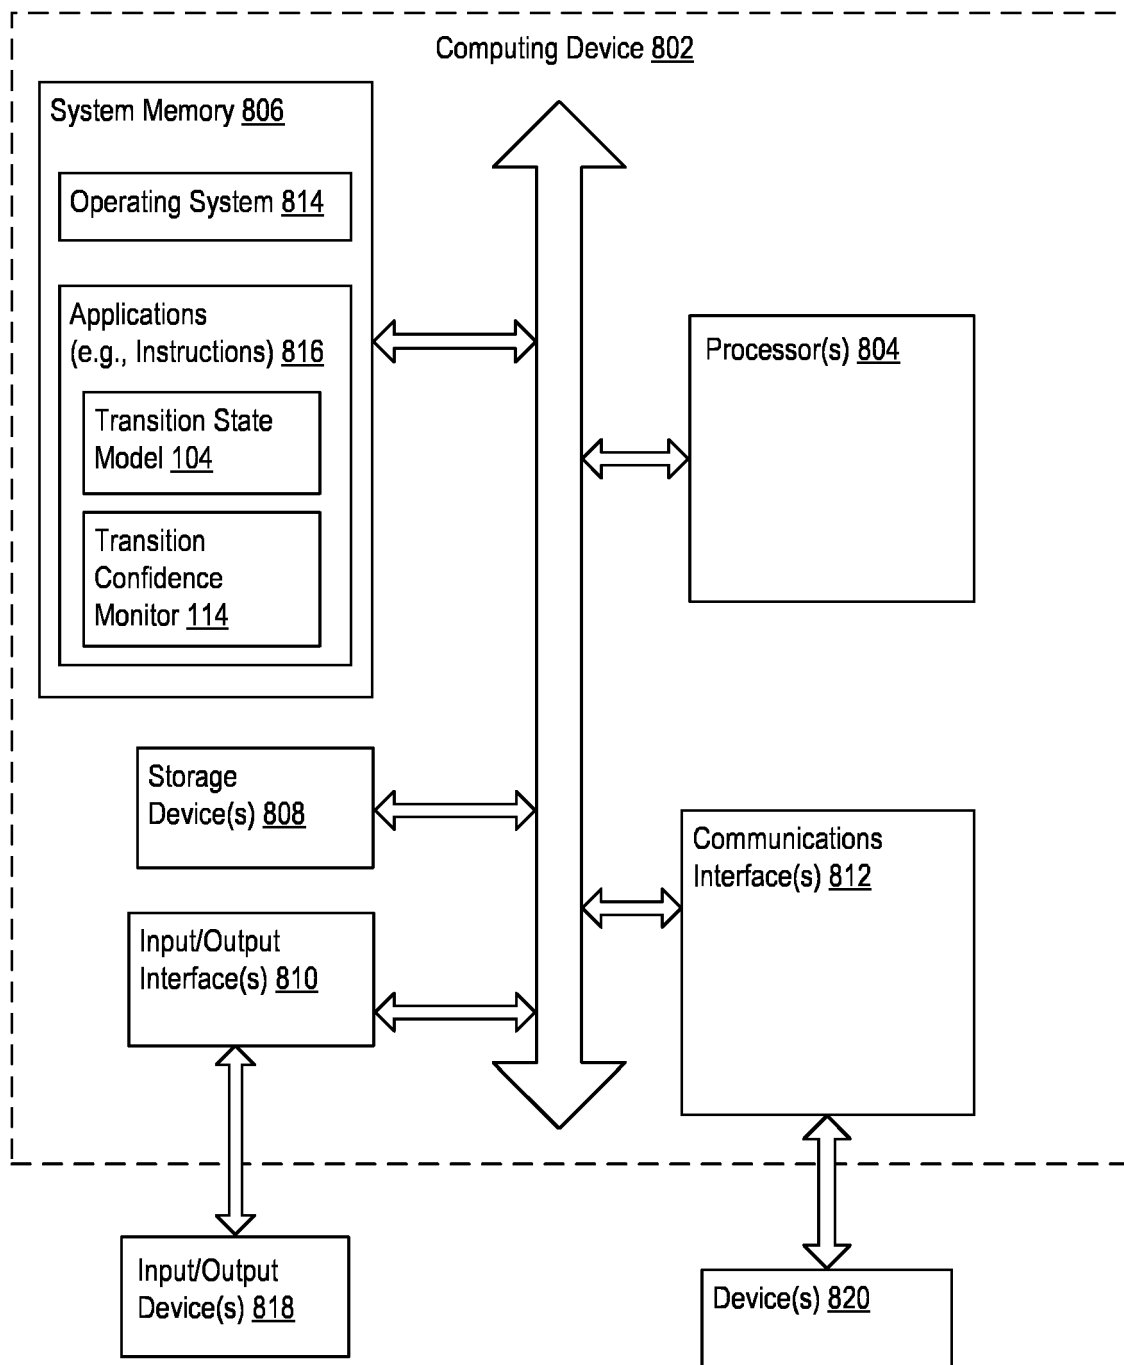 Computing Device 802
System Memory 806
Operating System 814
Applications
(e.g., Instructions) 816
Transition State
Model 104
Transition
Confidence
Monitor 114
Processor(s) 804
Storage
Device(s) 808
Communications
Interface(s) 812
Input/Output
Interface(s) 810
Input/Output
Device(s) 818
Device(s) 820